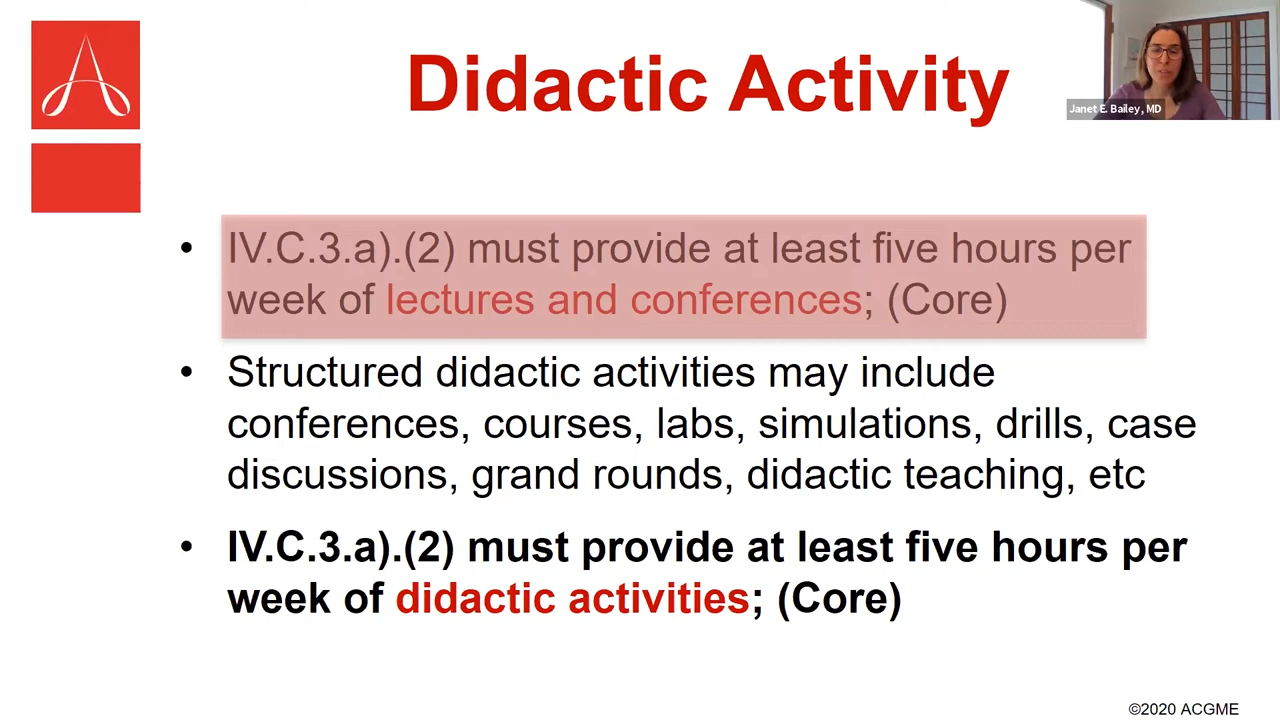 Didactic Activity
Janet E. Bailey, MD
• IV.C.3.a).(2) must provide at least five hours per
week of lectures and conferences; (Core)
• Structured didactic activities may include
conferences, courses, labs, simulations, drills, case
discussions, grand rounds, didactic teaching, etc
• IV.C.3.a).(2) must provide at least five hours per
week of didactic activities; (Core)
©2020 ACGME